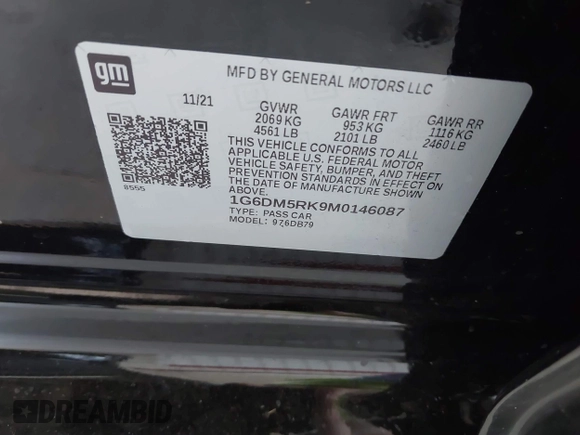 gm
MFD BY GENERAL MOTORS LLC
11/21 GVWR GAWR FRT GAWR RR
2069 KG 953 KG 1116 KG
4561 LB 2101 LB 2460 LB
THIS VEHICLE CONFORMS TO ALL
APPLICABLE U.S. FEDERAL MOTOR
VEHICLE SAFETY, BUMPER, AND THEFT
PREVENTION STANDARDS IN EFFECT
ON THE DATE OF MANUFACTURE SHOWN
ABOVE.
8555
1G6DM5RK9M0146087
TYPE: PASS CAR
MODEL: 976DB79
DREAMBID